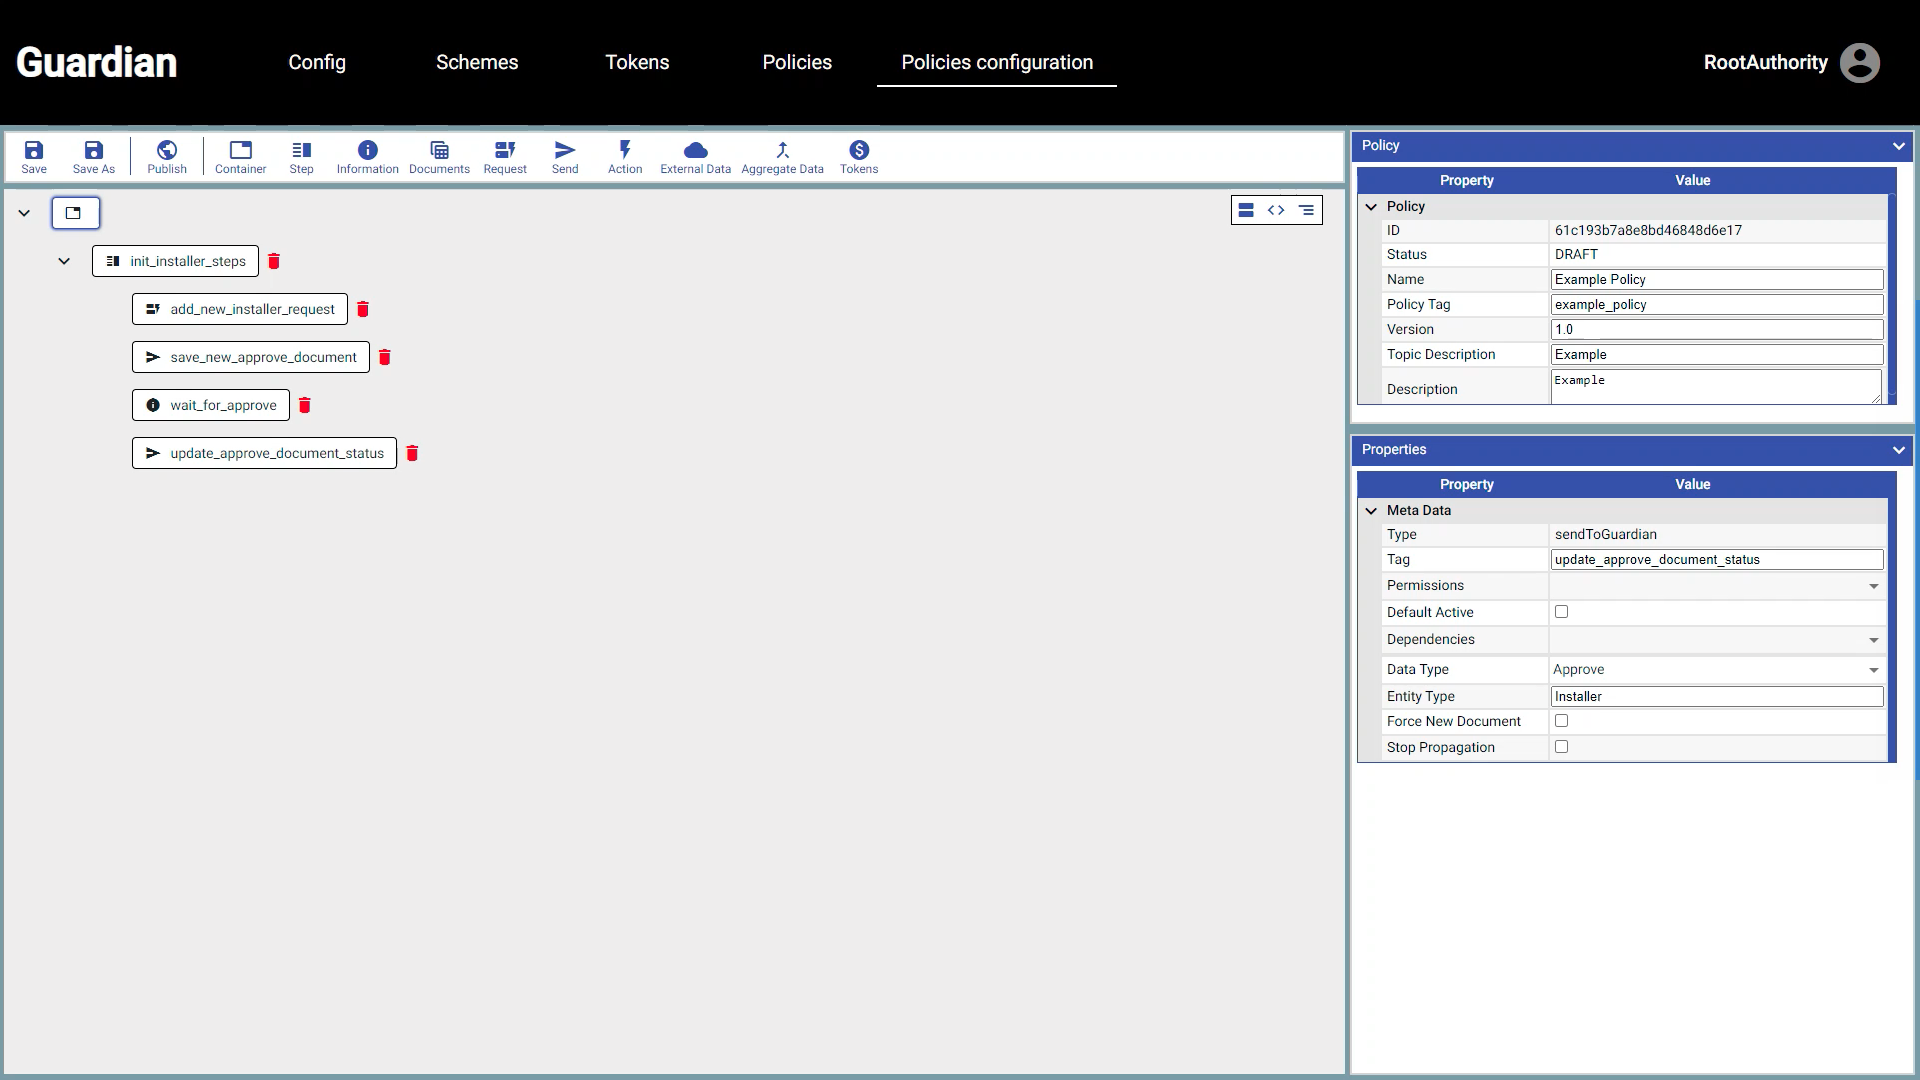 Guardian
Config
Schemes
Tokens
Policies
Policies configuration
RootAuthority
Save
Save As
Publish
Container
Step
Information
Documents
Request
Send
Action
External Data
Aggregate Data
Tokens
init_installer_steps
add_new_installer_request
save_new_approve_document
wait_for_approve
update_approve_document_status
Policy
Property Value
Policy
ID 61c193b7a8e8bd46848d6e17
Status DRAFT
Name Example Policy
Policy Tag example_policy
Version 1.0
Topic Description Example
Description Example
Properties
Property Value
Meta Data
Type sendToGuardian
Tag update_approve_document_status
Permissions
Default Active
Dependencies
Data Type Approve
Entity Type Installer
Force New Document
Stop Propagation